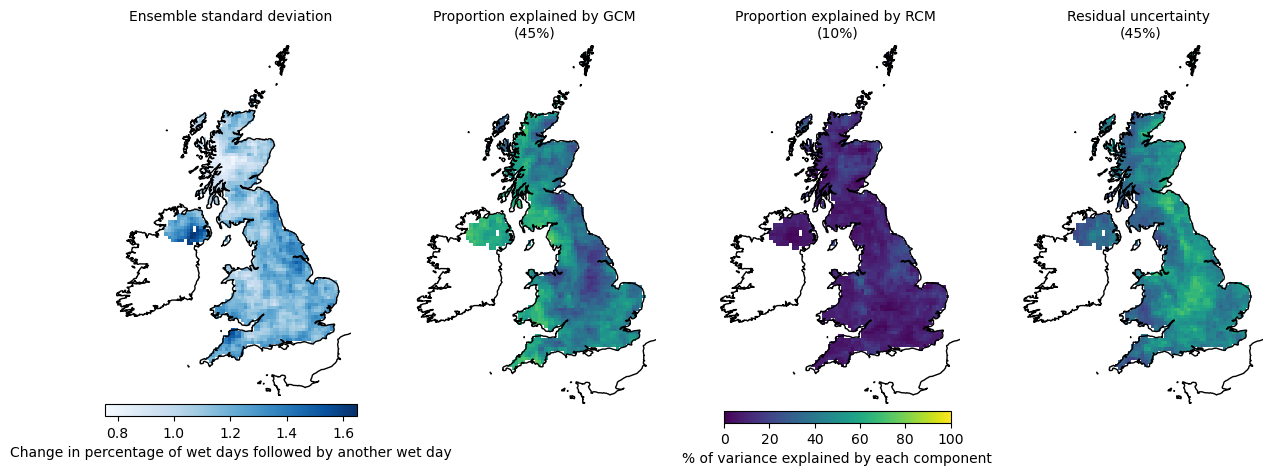 Ensemble standard deviation
Proportion explained by GCM
(45%)
Proportion explained by RCM
(10%)
Residual uncertainty
(45%)
0.8 1.0 1.2 1.4 1.6
Change in percentage of wet days followed by another wet day
0 20 40 60 80 100
% of variance explained by each component